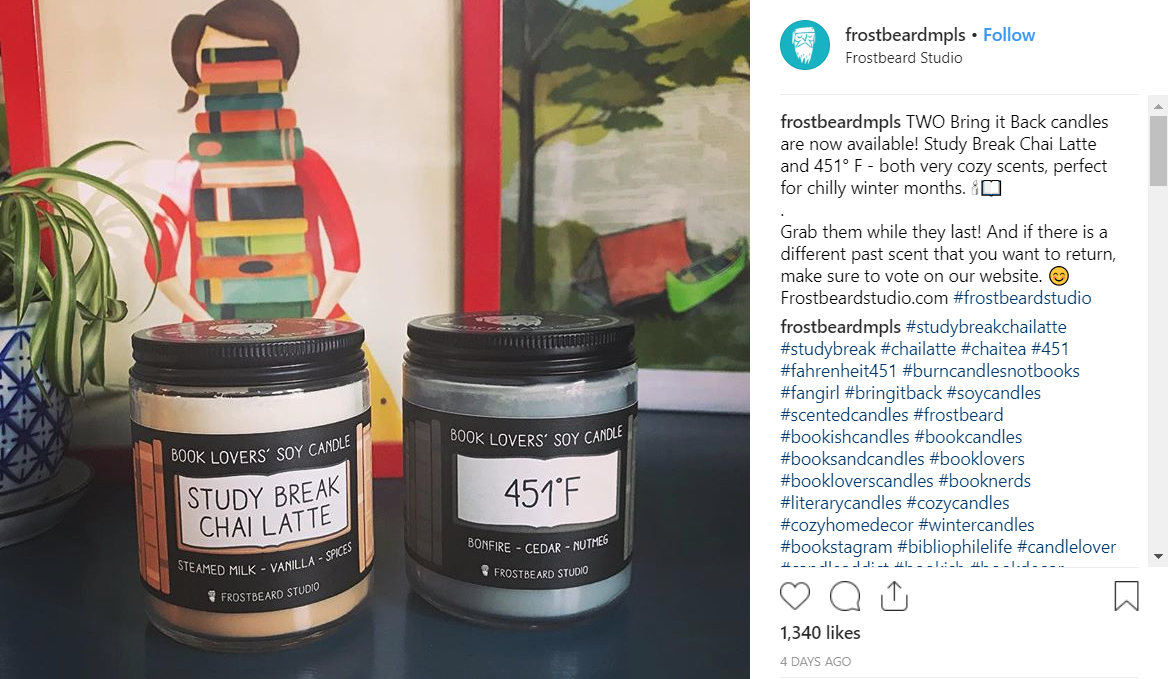 BOOK LOVERS' SOY CANDLE
STUDY BREAK
CHAI LATTE
STEAMED MILK - VANILLA - SPICES
FROSTBEARD STUDIO
BOOK LOVERS' SOY CANDLE
451°F
BONFIRE - CEDAR - NUTMEG
FROSTBEARD STUDIO
frostbeardmpls • Follow
Frostbeard Studio
frostbeardmpls TWO Bring it Back candles
are now available! Study Break Chai Latte
and 451° F - both very cozy scents, perfect
for chilly winter months. 🕯📖
.
Grab them while they last! And if there is a
different past scent that you want to return,
make sure to vote on our website. 😊
Frostbeardstudio.com #frostbeardstudio
frostbeardmpls #studybreakchailatte
#studybreak #chailatte #chaitea #451
#fahrenheit451 #burncandlesnotbooks
#fangirl #bringitback #soycandles
#scentedcandles #frostbeard
#bookishcandles #bookcandles
#booksandcandles #booklovers
#bookloverscandles #booknerds
#literarycandles #cozycandles
#cozyhomedecor #wintercandles
#bookstagram #bibliophilelife #candlelover
#candleaddict #bookish #bookdecor
1,340 likes
4 DAYS AGO